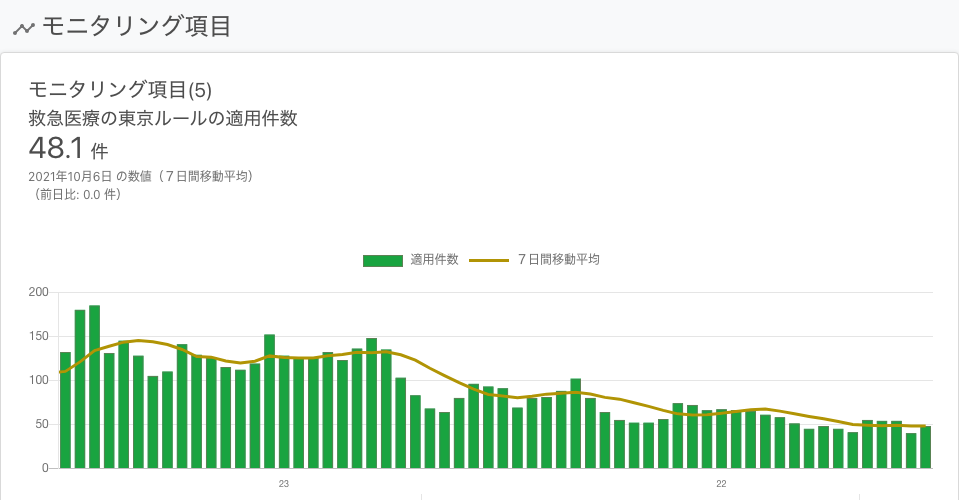 モニタリング項目
モニタリング項目(5)
救急医療の東京ルールの適用件数
48.1 件
2021年10月6日 の数値（７日間移動平均）
（前日比: 0.0 件）
適用件数 ７日間移動平均
200
150
100
50
0
23 22